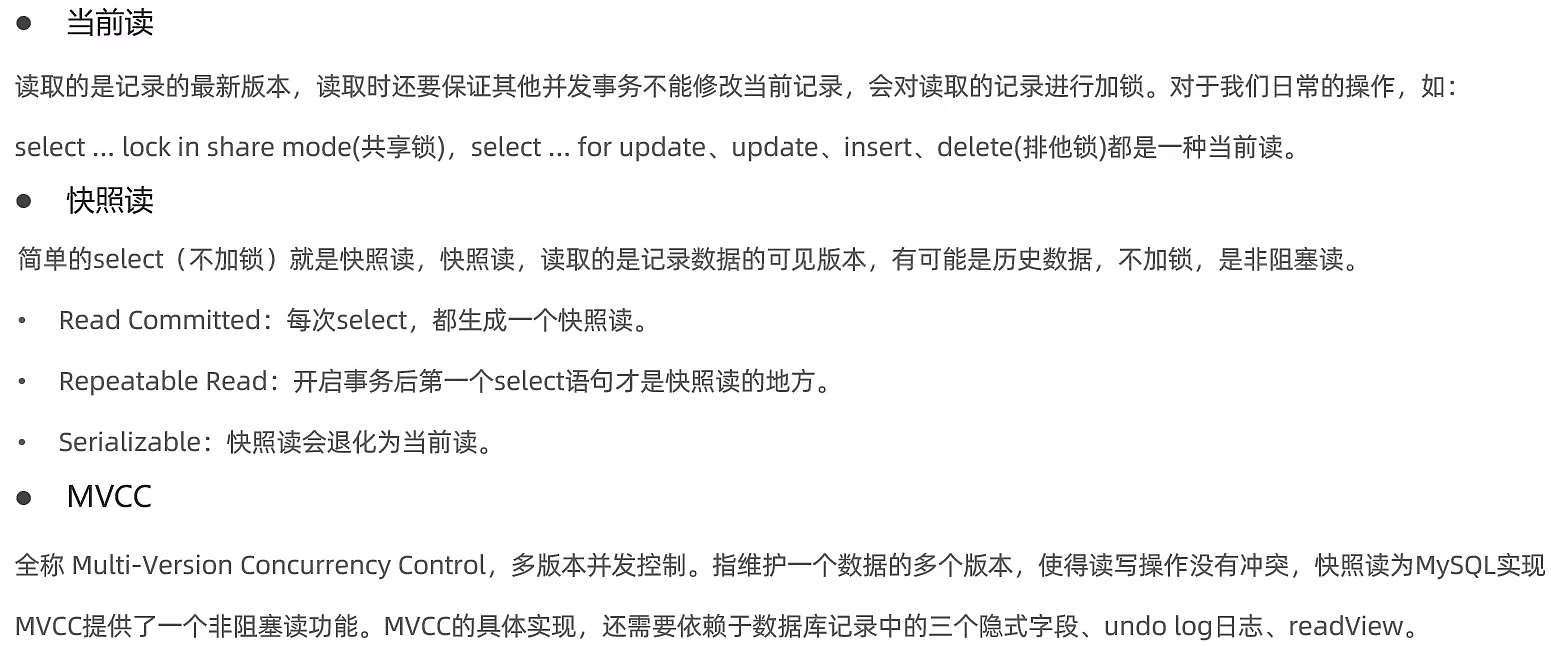 ● 当前读
读取的是记录的最新版本，读取时还要保证其他并发事务不能修改当前记录，会对读取的记录进行加锁。对于我们日常的操作，如：
select ... lock in share mode(共享锁)，select ... for update、update、insert、delete(排他锁)都是一种当前读。
● 快照读
简单的select（不加锁）就是快照读，快照读，读取的是记录数据的可见版本，有可能是历史数据，不加锁，是非阻塞读。
• Read Committed：每次select，都生成一个快照读。
• Repeatable Read：开启事务后第一个select语句才是快照读的地方。
• Serializable：快照读会退化为当前读。
● MVCC
全称 Multi-Version Concurrency Control，多版本并发控制。指维护一个数据的多个版本，使得读写操作没有冲突，快照读为MySQL实现
MVCC提供了一个非阻塞读功能。MVCC的具体实现，还需要依赖于数据库记录中的三个隐式字段、undo log日志、readView。